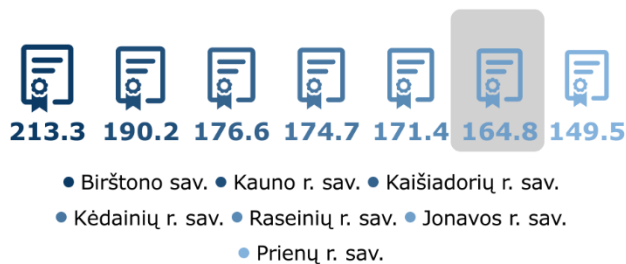 213.3 190.2 176.6 174.7 171.4 164.8 149.5
• Birštono sav. • Kauno r. sav. • Kaišiadorių r. sav.
• Kėdainių r. sav. • Raseinių r. sav. • Jonavos r. sav.
• Prienų r. sav.